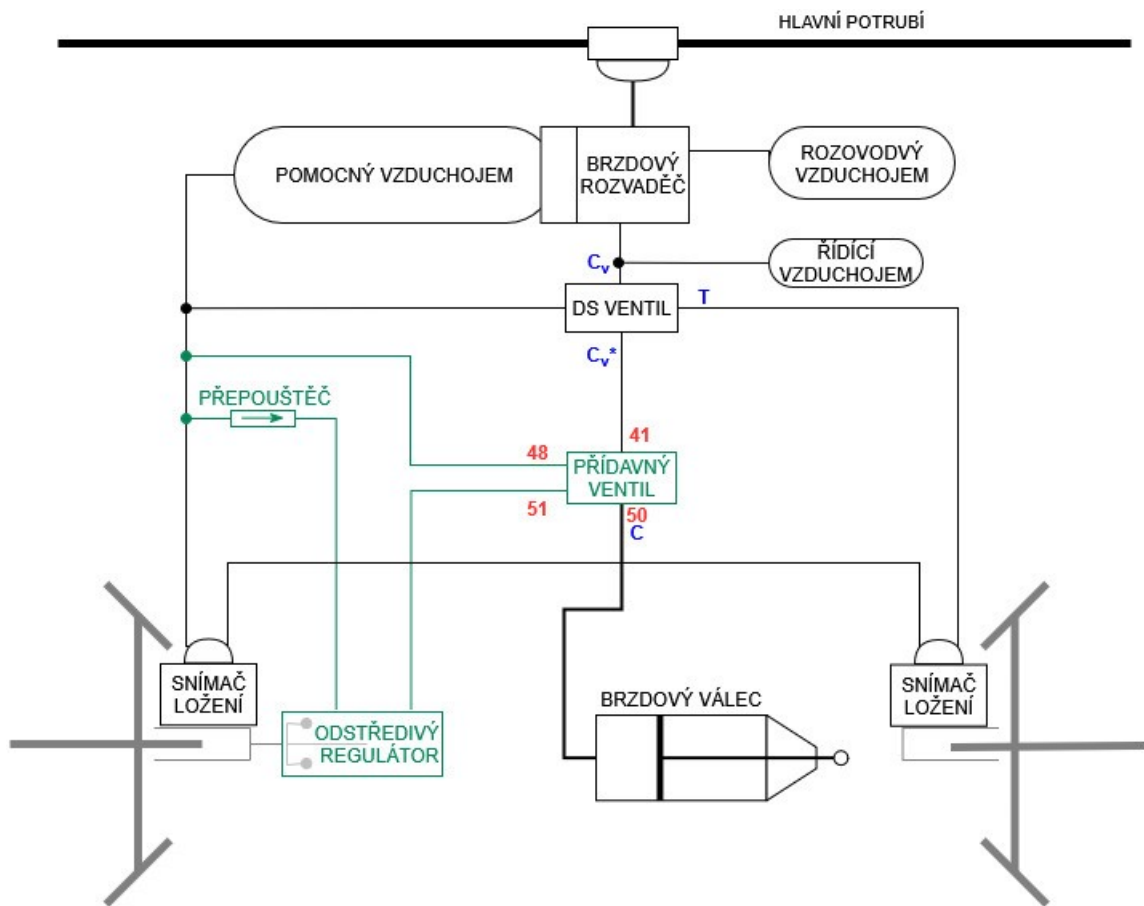 HLAVNÍ POTRUBÍ
POMOCNÝ VZDUCHOJEM
BRZDOVÝ
ROZVADĚČ
ROZOVODVÝ
VZDUCHOJEM
Cv
ŘÍDÍCÍ
VZDUCHOJEM
DS VENTIL
T
Cv*
PŘEPOUŠTĚČ
41
48
PŘÍDAVNÝ
VENTIL
51
50
C
SNÍMAČ
LOŽENÍ
SNÍMAČ
LOŽENÍ
BRZDOVÝ VÁLEC
ODSTŘEDIVÝ
REGULÁTOR